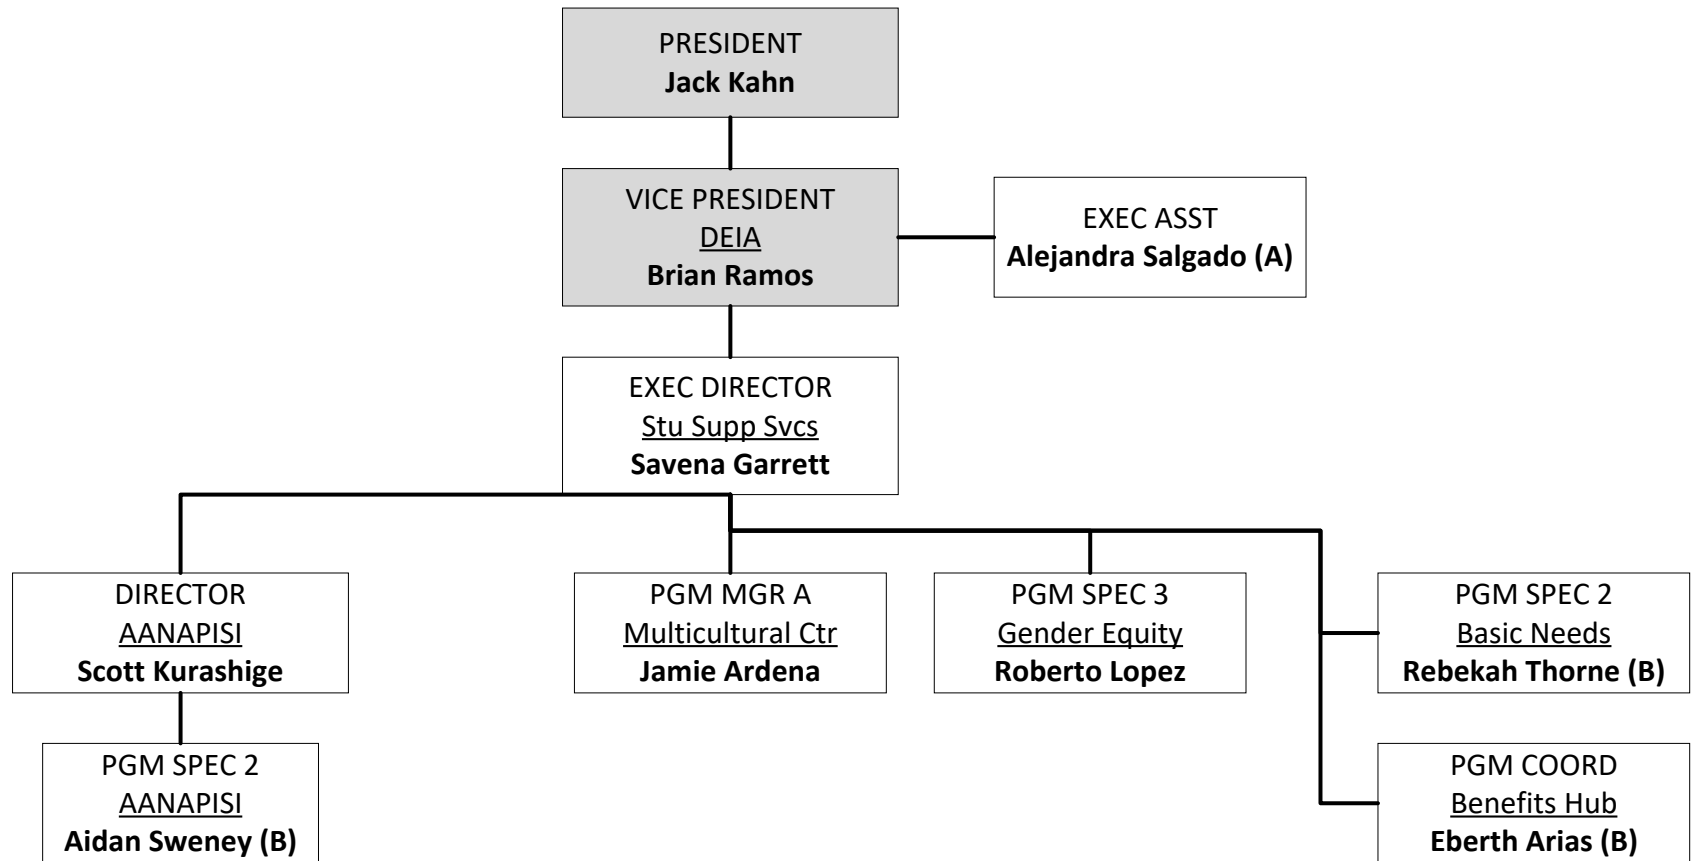 PRESIDENT
Jack Kahn
VICE PRESIDENT
DEIA
Brian Ramos
EXEC ASST
Alejandra Salgado (A)
EXEC DIRECTOR
Stu Supp Svcs
Savena Garrett
DIRECTOR
AANAPISI
Scott Kurashige
PGM MGR A
Multicultural Ctr
Jamie Ardena
PGM SPEC 3
Gender Equity
Roberto Lopez
PGM SPEC 2
Basic Needs
Rebekah Thorne (B)
PGM SPEC 2
AANAPISI
Aidan Sweney (B)
PGM COORD
Benefits Hub
Eberth Arias (B)